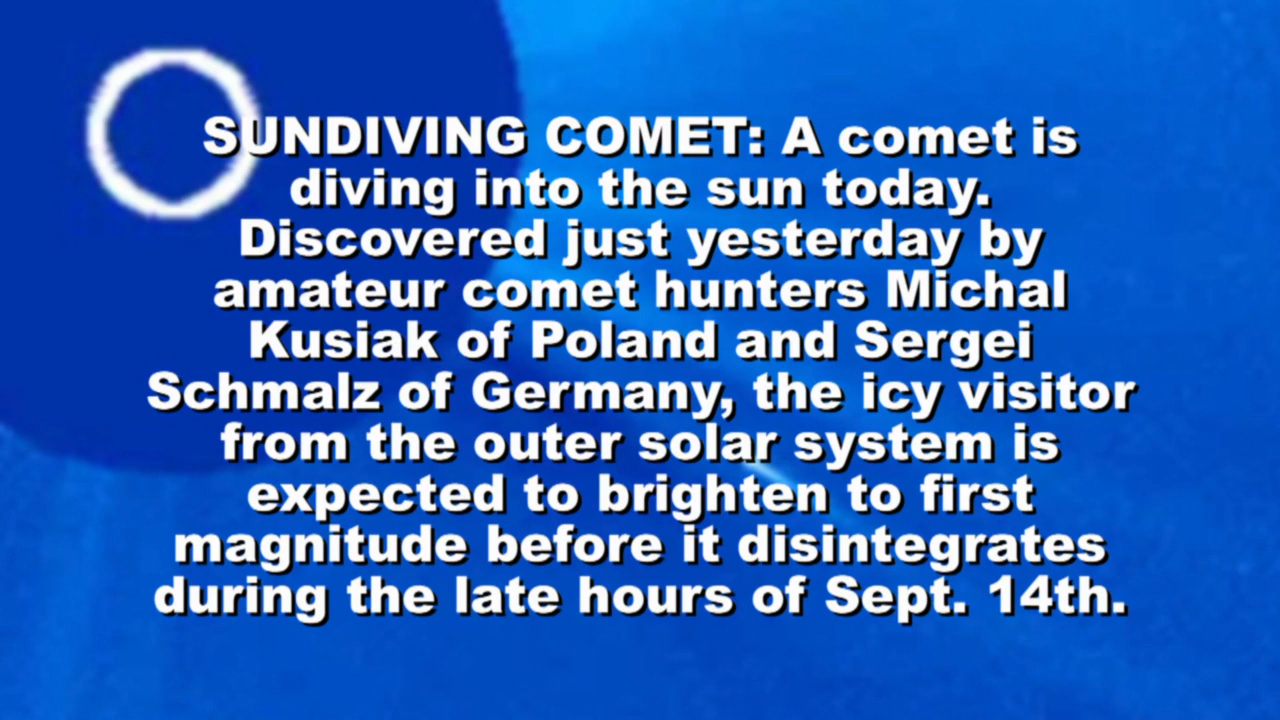 SUNDIVING COMET: A comet is
diving into the sun today.
Discovered just yesterday by
amateur comet hunters Michal
Kusiak of Poland and Sergei
Schmalz of Germany, the icy visitor
from the outer solar system is
expected to brighten to first
magnitude before it disintegrates
during the late hours of Sept. 14th.